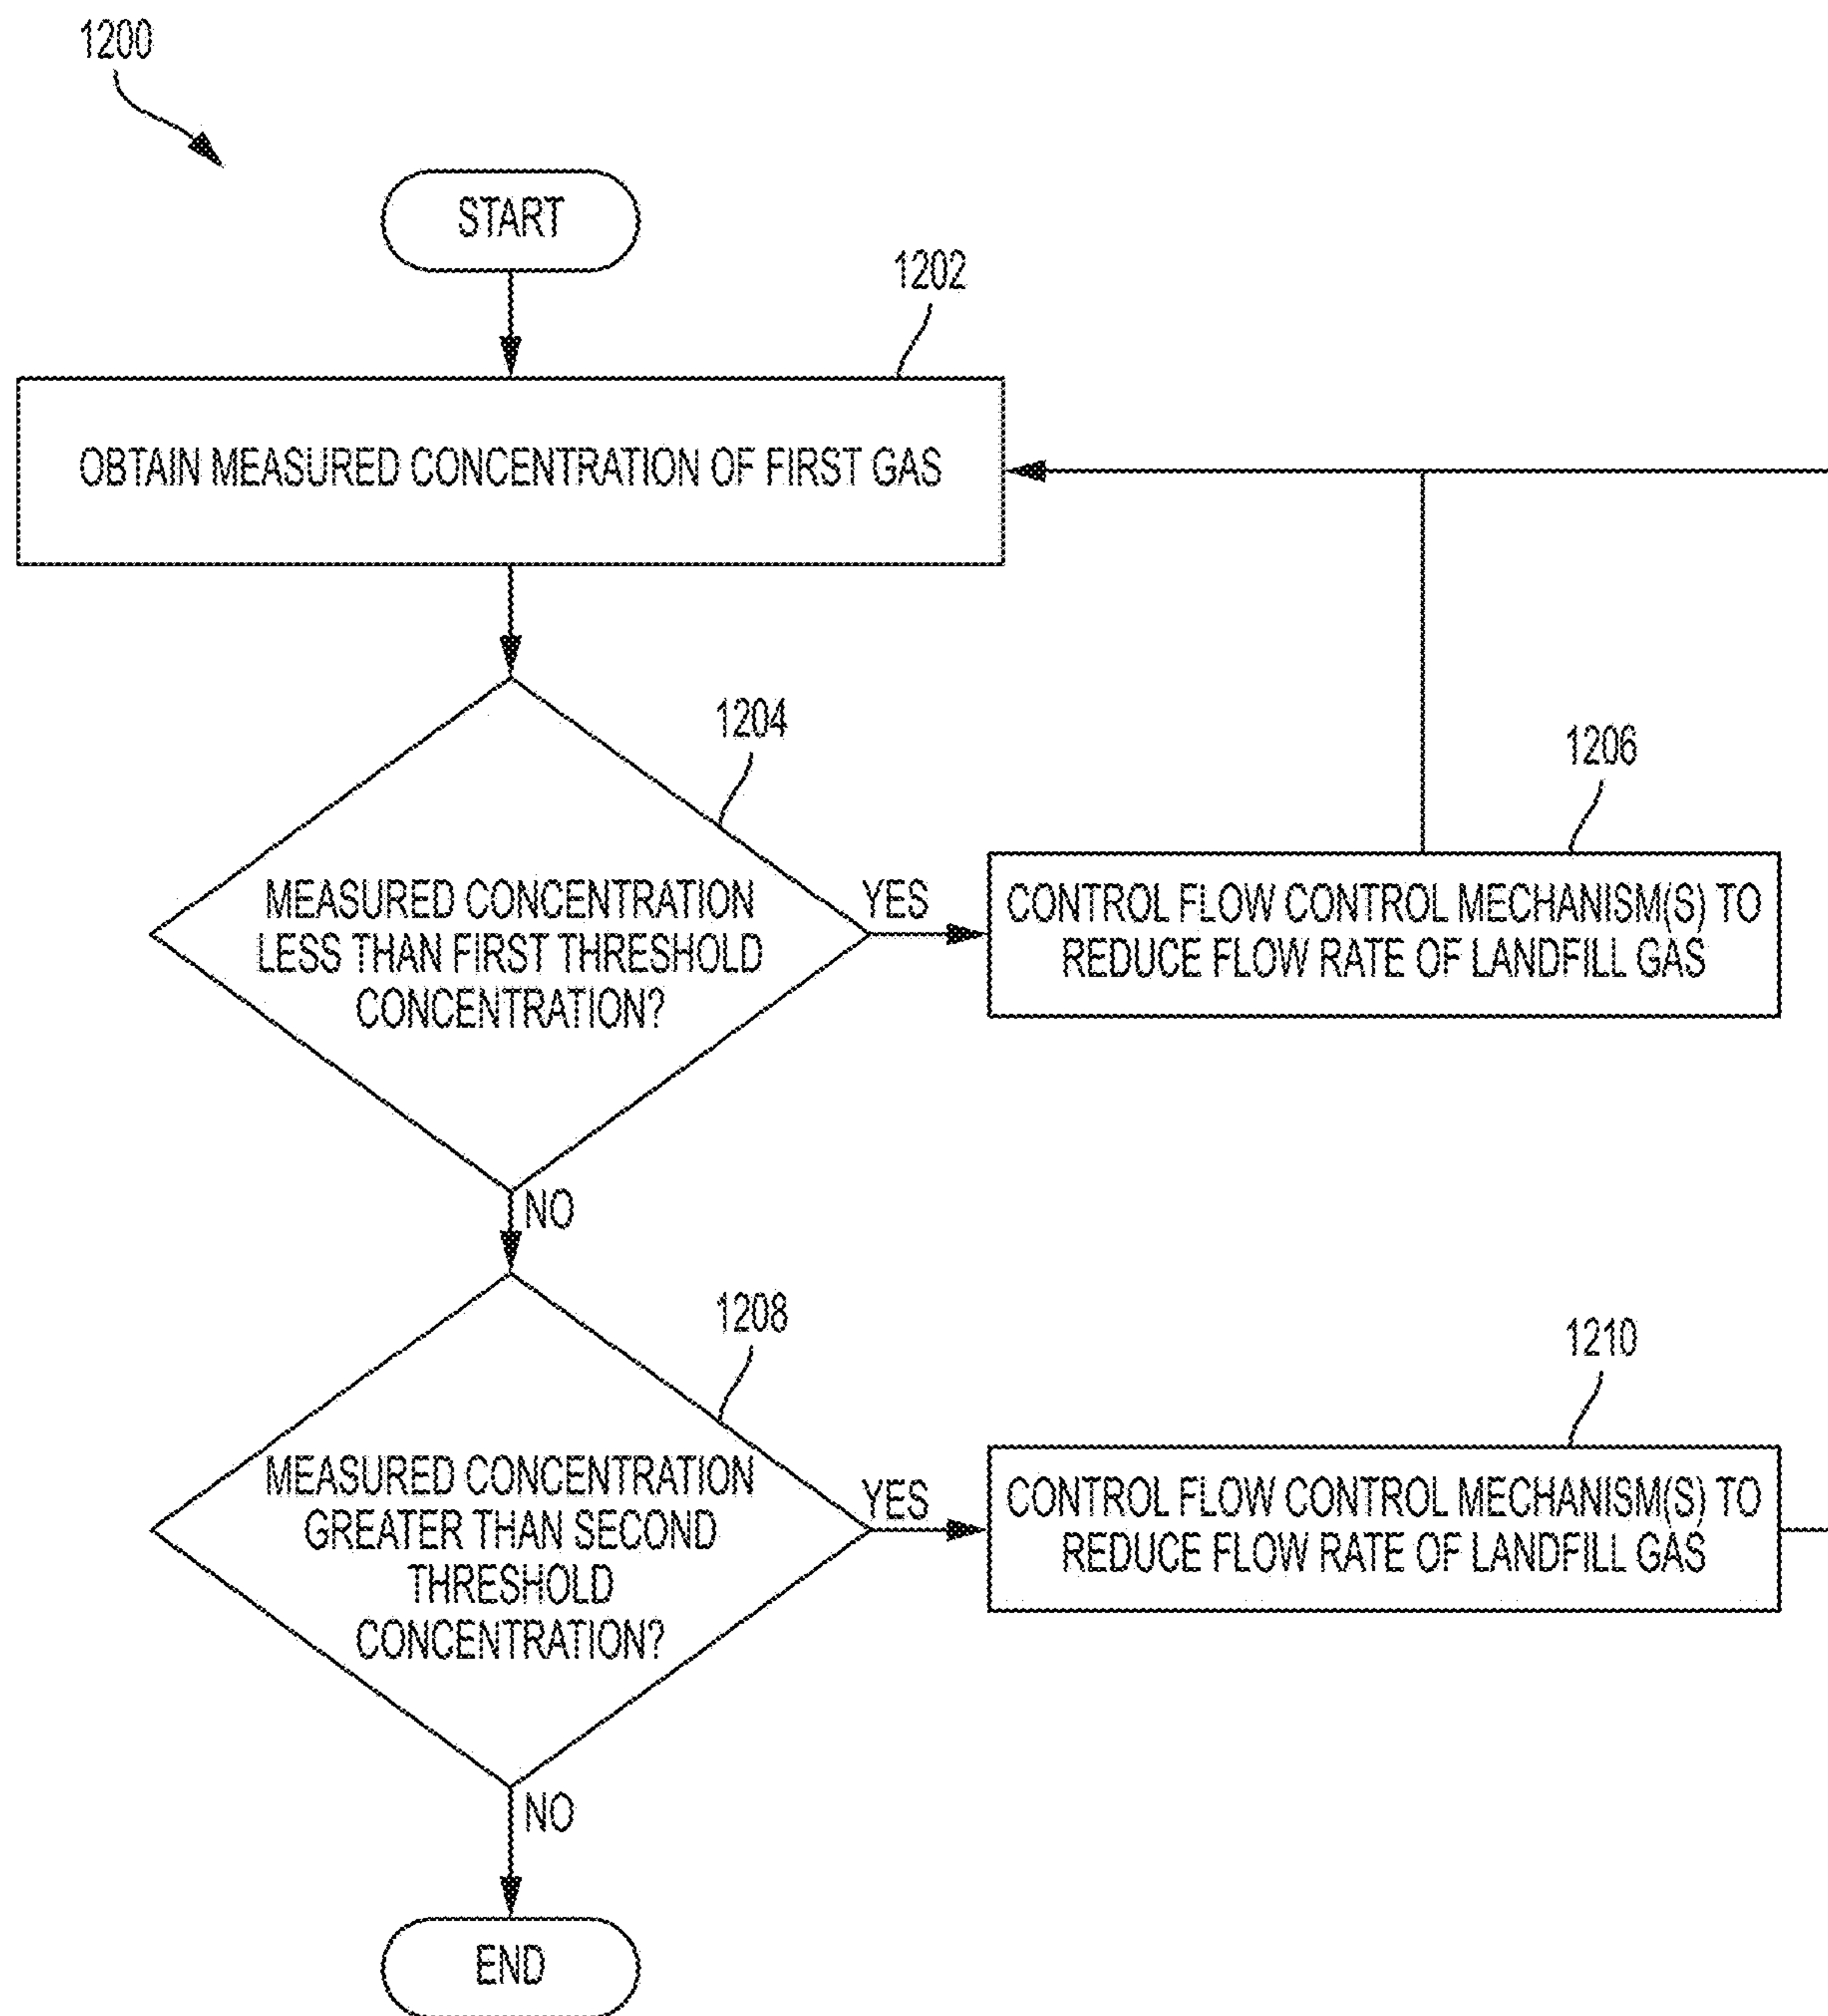 1200
START
1202
OBTAIN MEASURED CONCENTRATION OF FIRST GAS
1204
MEASURED CONCENTRATION
LESS THAN FIRST THRESHOLD
CONCENTRATION?
YES
1206
CONTROL FLOW CONTROL MECHANISM(S) TO
REDUCE FLOW RATE OF LANDFILL GAS
NO
1208
MEASURED CONCENTRATION
GREATER THAN SECOND
THRESHOLD
CONCENTRATION?
YES
1210
CONTROL FLOW CONTROL MECHANISM(S) TO
REDUCE FLOW RATE OF LANDFILL GAS
NO
END